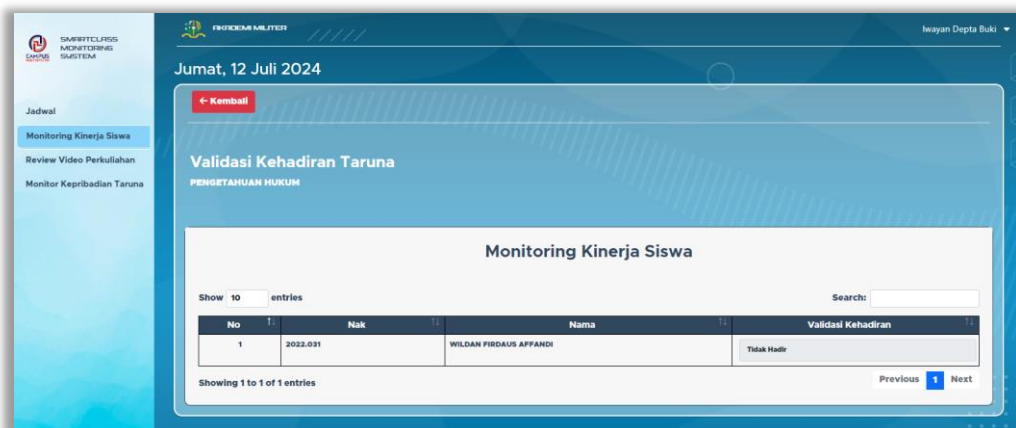 SMARTCLASS
MONITORING
SYSTEM
CAMPUS
Jadwal
Monitoring Kinerja Siswa
Review Video Perkuliahan
Monitor Kepribadian Taruna
AKADEMI MILITER
Iwayan Depta Buki
Jumat, 12 Juli 2024
← Kembali
Validasi Kehadiran Taruna
PENGETAHUAN HUKUM
Monitoring Kinerja Siswa
Show 10 entries
Search:
No Nak Nama Validasi Kehadiran
1 2022.031 WILDAN FIRDAUS AFFANDI Tidak Hadir
Showing 1 to 1 of 1 entries
Previous 1 Next